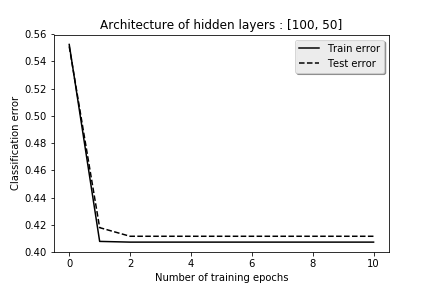 Architecture of hidden layers : [100, 50]
Train error
Test error
Classification error
0.56
0.54
0.52
0.50
0.48
0.46
0.44
0.42
0.40
0 2 4 6 8 10
Number of training epochs